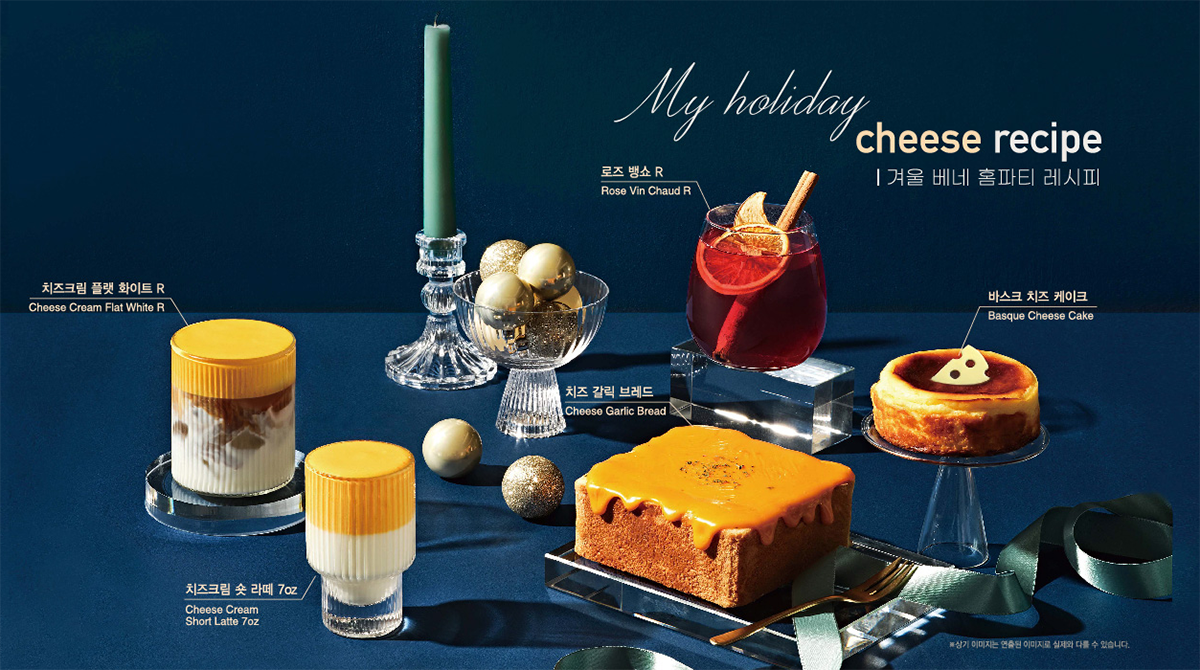 My holiday
cheese recipe
겨울 베네 홈파티 레시피
로즈 뱅쇼 R
Rose Vin Chaud R
치즈크림 플랫 화이트 R
Cheese Cream Flat White R
바스크 치즈 케이크
Basque Cheese Cake
치즈 갈릭 브레드
Cheese Garlic Bread
치즈크림 숏 라떼 7oz
Cheese Cream
Short Latte 7oz
※상기 이미지는 연출된 이미지로 실제와 다를 수 있습니다.